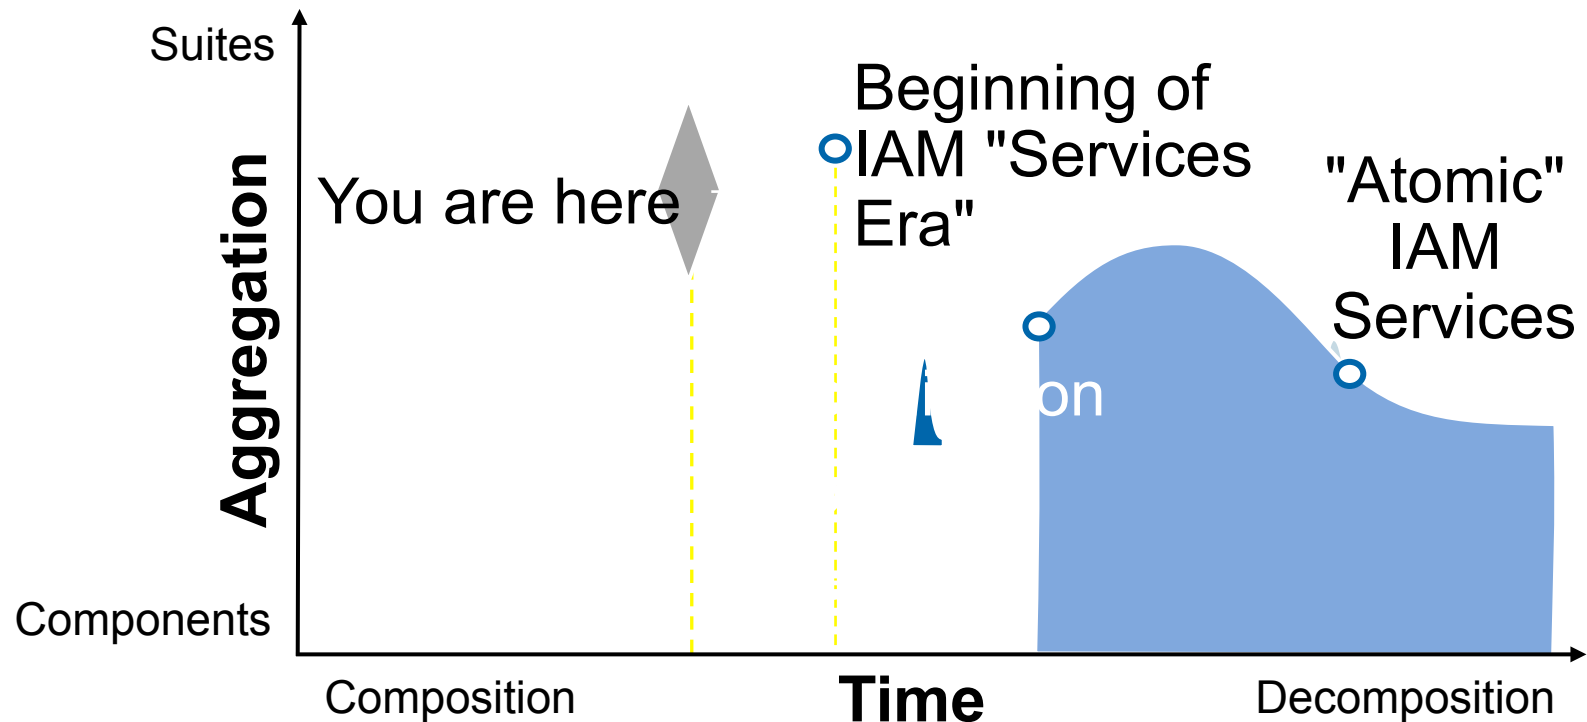 Suites
Beginning of
IAM "Services
Era"
"Atomic"
IAM
Services
You are here
Aggregation
Components
Composition
Time
Decomposition